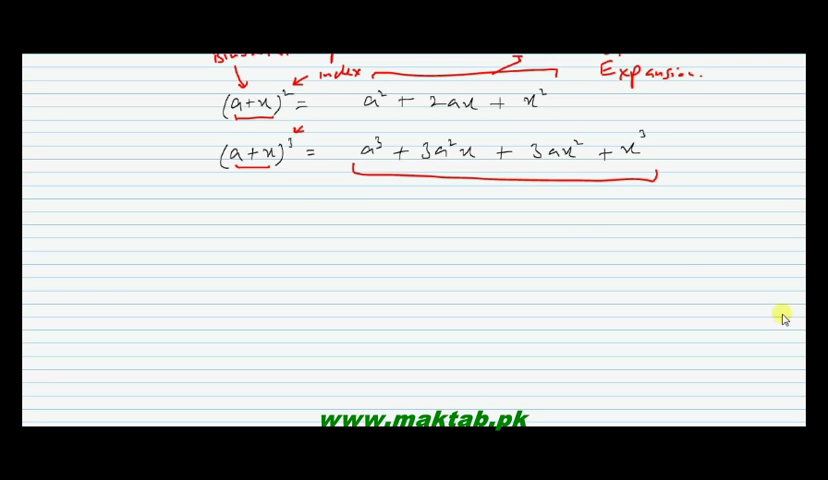 index
Expansion.
(a+x)² = a² + 2ax + x²
(a+x)³ = a³ + 3a²x + 3ax² + x³
www.maktab.pk